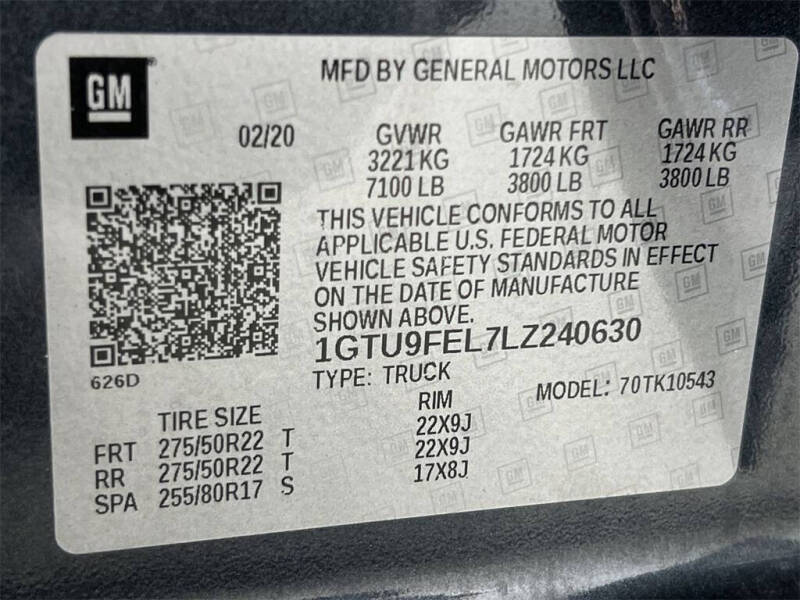 GM
MFD BY GENERAL MOTORS LLC
02/20 GVWR GAWR FRT GAWR RR
3221 KG 1724 KG 1724 KG
7100 LB 3800 LB 3800 LB
THIS VEHICLE CONFORMS TO ALL
APPLICABLE U.S. FEDERAL MOTOR
VEHICLE SAFETY STANDARDS IN EFFECT
ON THE DATE OF MANUFACTURE
SHOWN ABOVE.
1GTU9FEL7LZ240630
626D
TYPE: TRUCK MODEL: 70TK10543
TIRE SIZE RIM
FRT 275/50R22 T 22X9J
RR 275/50R22 T 22X9J
SPA 255/80R17 S 17X8J